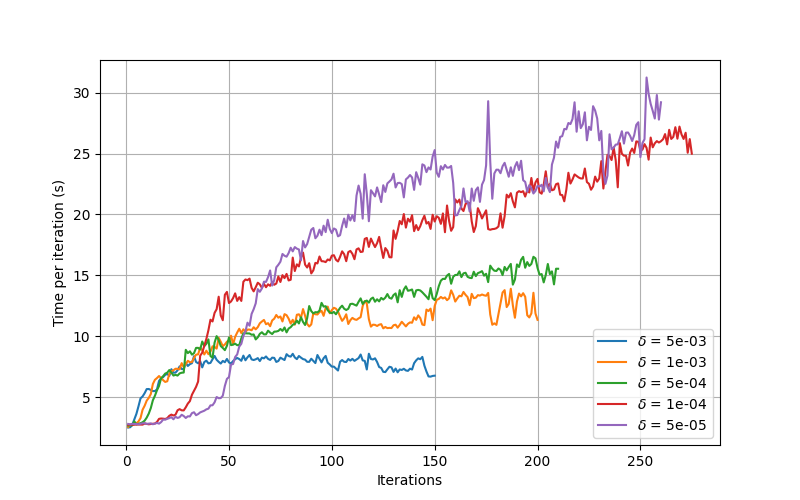 Time per iteration (s)
30
25
20
15
10
5
0
50
100
150
200
250
Iterations
δ = 5e-03
δ = 1e-03
δ = 5e-04
δ = 1e-04
δ = 5e-05